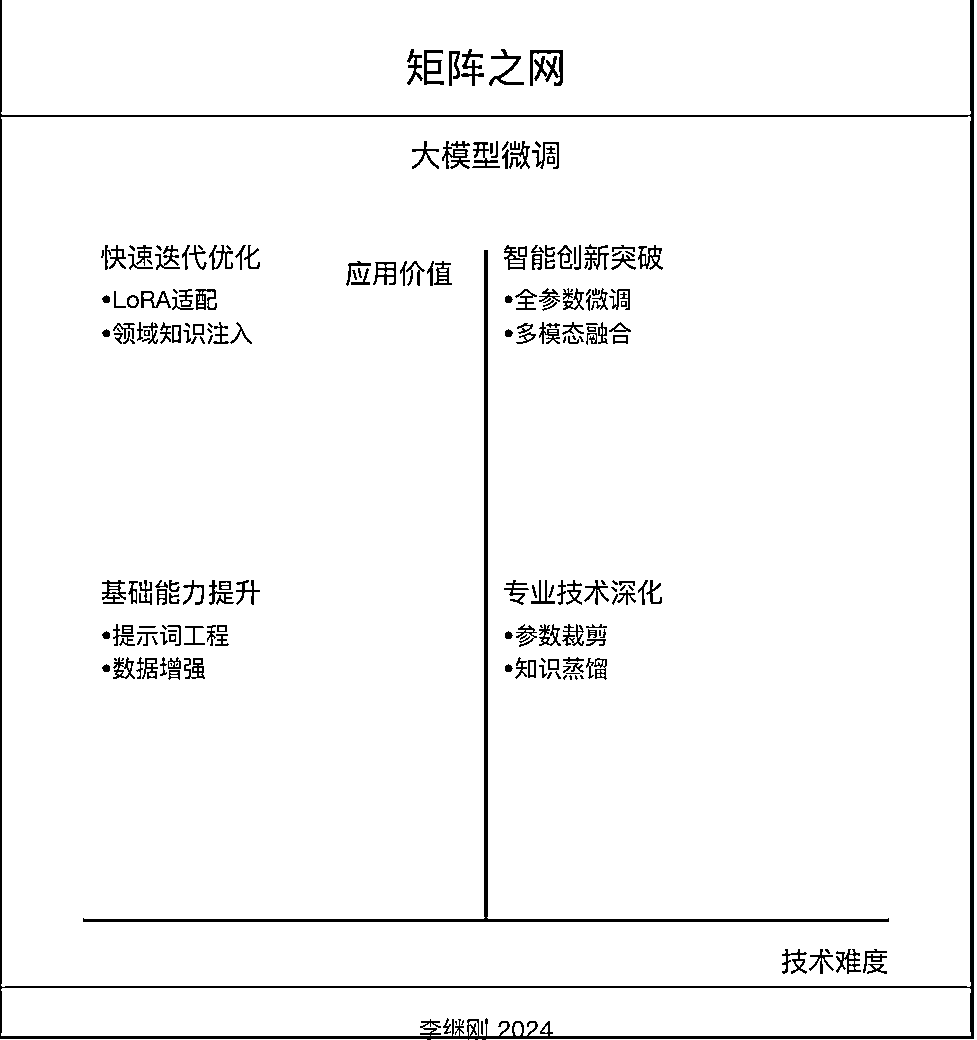 矩阵之网
大模型微调
应用价值
快速迭代优化
•LoRA适配
•领域知识注入
智能创新突破
•全参数微调
•多模态融合
基础能力提升
•提示词工程
•数据增强
专业技术深化
•参数裁剪
•知识蒸馏
技术难度
李继刚 2024